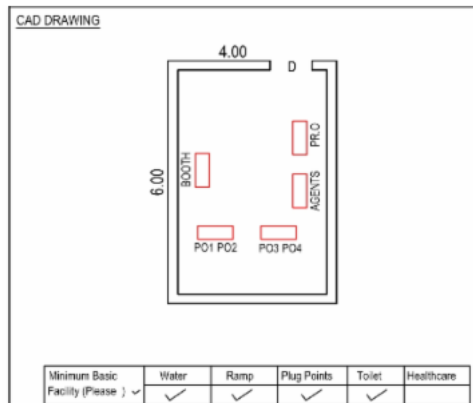 CAD DRAWING
4.00
D
PR.O
BOOTH
6.00
AGENTS
PO1 PO2 PO3 PO4
Minimum Basic Water Ramp Plug Points Toilet Healthcare
Facility (Please ) ✓ ✓ ✓ ✓ ✓